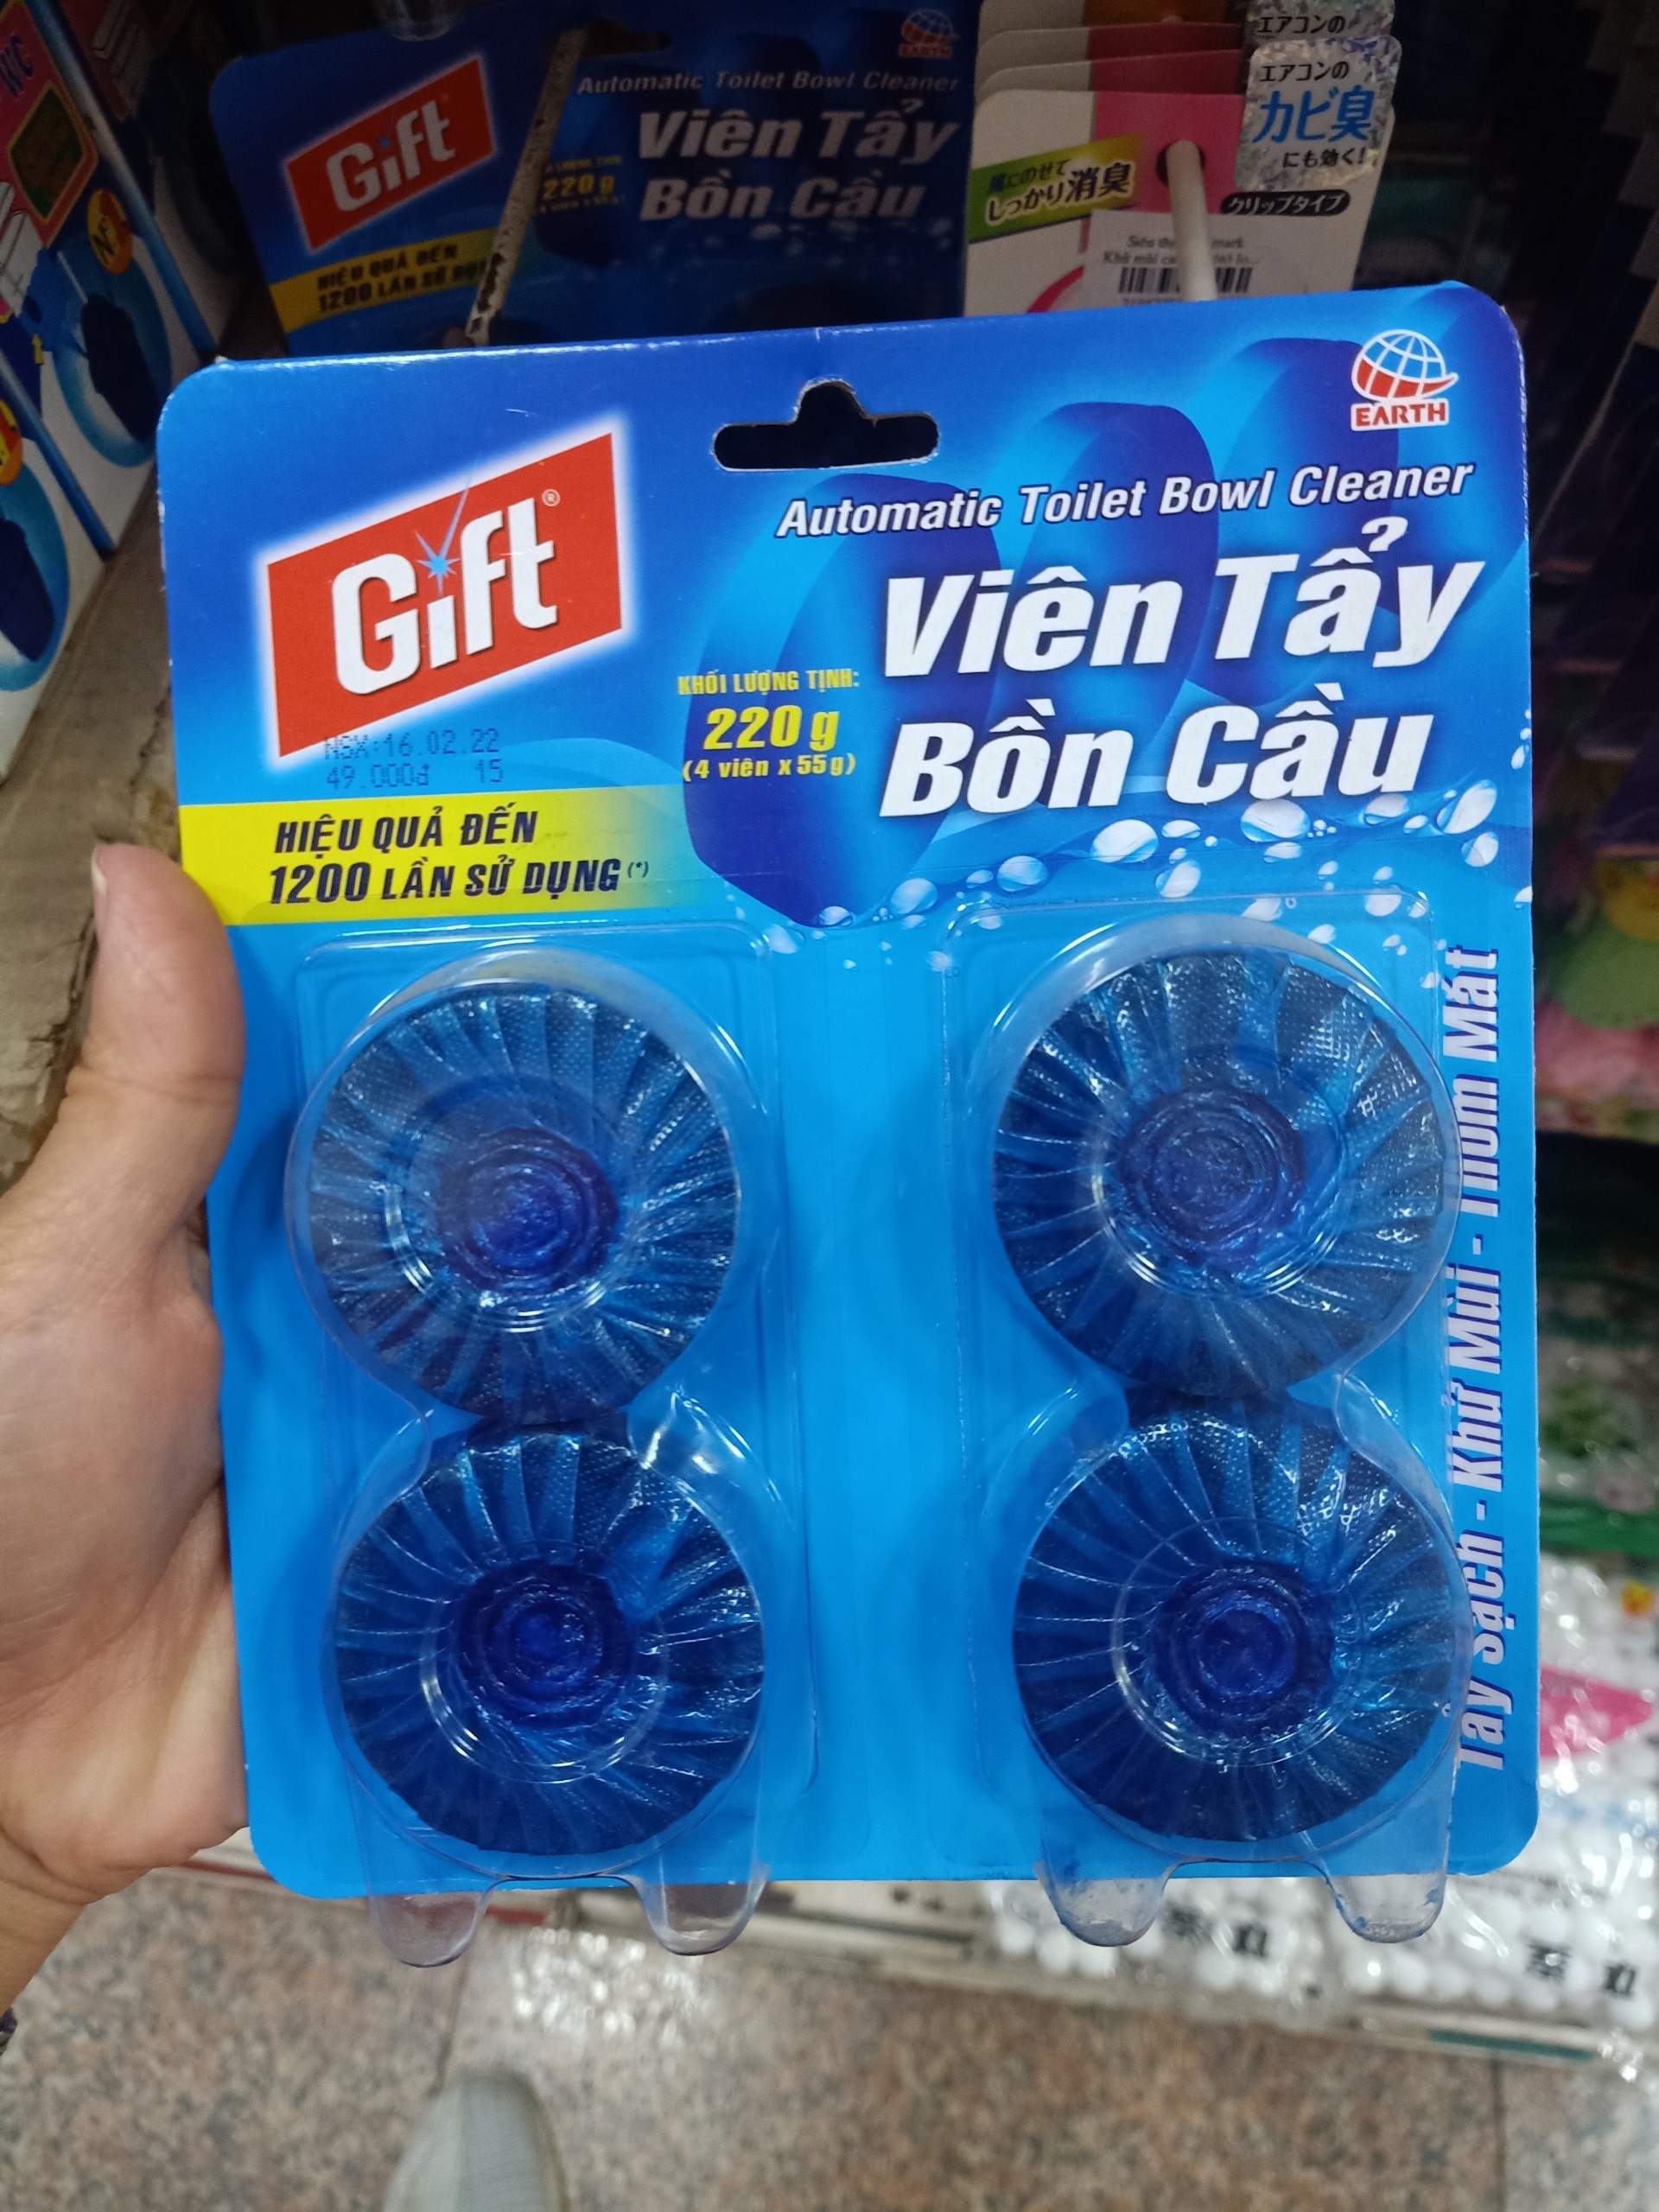 WC
Gift
HIỆU QUẢ ĐẾN
1200 LẦN SỬ DỤNG
EARTH
Automatic Toilet Bowl Cleaner
Viên Tẩy
Bồn Cầu
220 g
エアコンの
エアコンの
カビ臭
にも効く!
しっかり消臭
クリップタイプ
EARTH
Gift®
Automatic Toilet Bowl Cleaner
Viên Tẩy
Bồn Cầu
KHỐI LƯỢNG TỊNH:
220 g
(4 viên x 55g)
NSX:16.02.22
49.000đ 15
HIỆU QUẢ ĐẾN
1200 LẦN SỬ DỤNG(*)
Tẩy Sạch - Khử Mùi - Thơm Mát